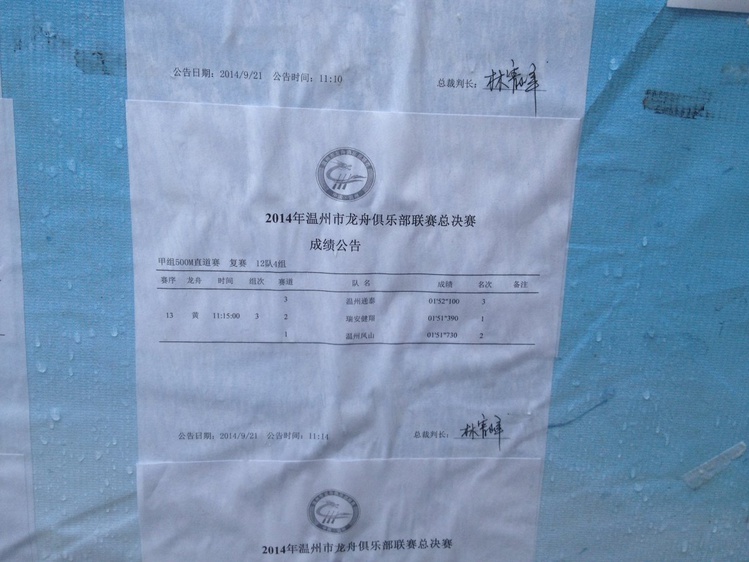 公告日期：2014/9/21 公告时间：11:10 总裁判长：
2014年温州市龙舟俱乐部联赛总决赛
成绩公告
甲组500M直道赛 复赛 12队4组
赛序 龙舟 时间 组次 赛道 队 名 成绩 名次 备注
3 温州通泰 01'52"100 3
13 黄 11:15:00 3 2 瑞安健翔 01'51"390 1
1 温州凤山 01'51"730 2
公告日期：2014/9/21 公告时间：11:14 总裁判长：
2014年温州市龙舟俱乐部联赛总决赛